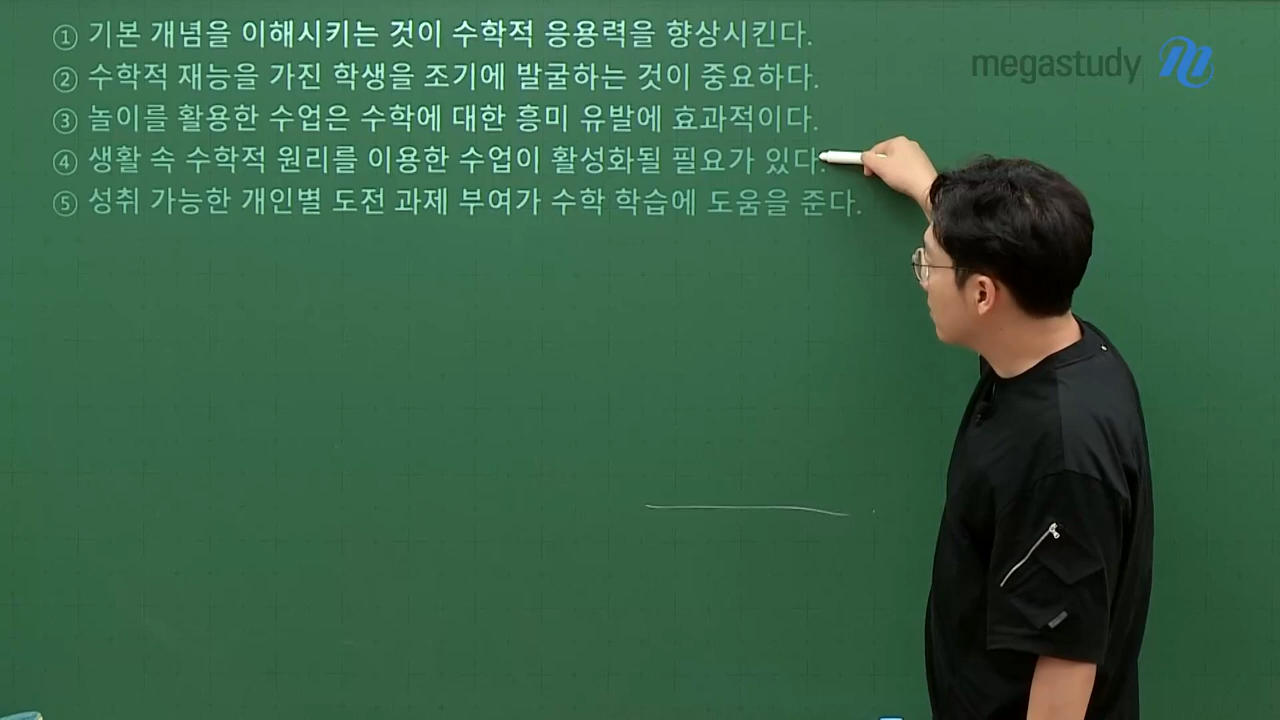 ① 기본 개념을 이해시키는 것이 수학적 응용력을 향상시킨다.
② 수학적 재능을 가진 학생을 조기에 발굴하는 것이 중요하다.
③ 놀이를 활용한 수업은 수학에 대한 흥미 유발에 효과적이다.
④ 생활 속 수학적 원리를 이용한 수업이 활성화될 필요가 있다.
⑤ 성취 가능한 개인별 도전 과제 부여가 수학 학습에 도움을 준다.
megastudy